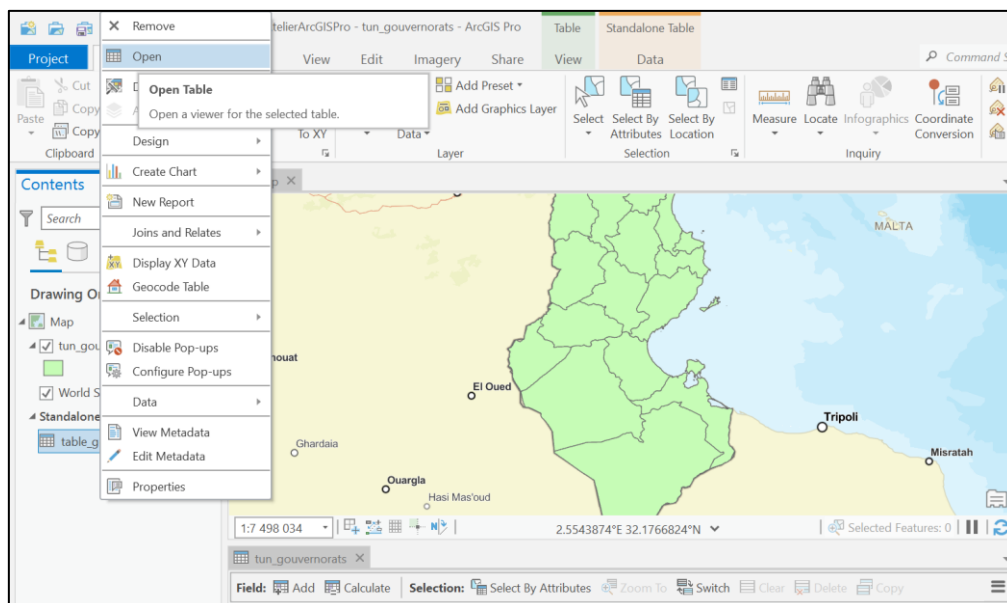 Remove
telierArcGISPro - tun_gouvernorats - ArcGIS Pro
Table
Standalone Table
Project
Open
View
Edit
Imagery
Share
View
Data
Command S
Cut
Copy
Copy
Paste
Clipboard
Open Table
Open a viewer for the selected table.
To XY
Data
Add Preset
Add Graphics Layer
Layer
Select
Select By Attributes
Select By Location
Selection
Measure
Locate
Infographics
Coordinate Conversion
Inquiry
Design
Create Chart
New Report
Joins and Relates
Display XY Data
Geocode Table
Selection
Disable Pop-ups
Configure Pop-ups
Data
View Metadata
Edit Metadata
Properties
Contents
Search
Drawing O
Map
tun_gou
World S
Standalone
table_g
p
MALTA
houat
El Oued
Ghardaia
Ouargla
Hasi Mas'oud
Tripoli
Misratah
1:7 498 034
2.5543874°E 32.1766824°N
Selected Features: 0
tun_gouvernorats
Field: Add Calculate Selection: Select By Attributes Zoom To Switch Clear Delete Copy